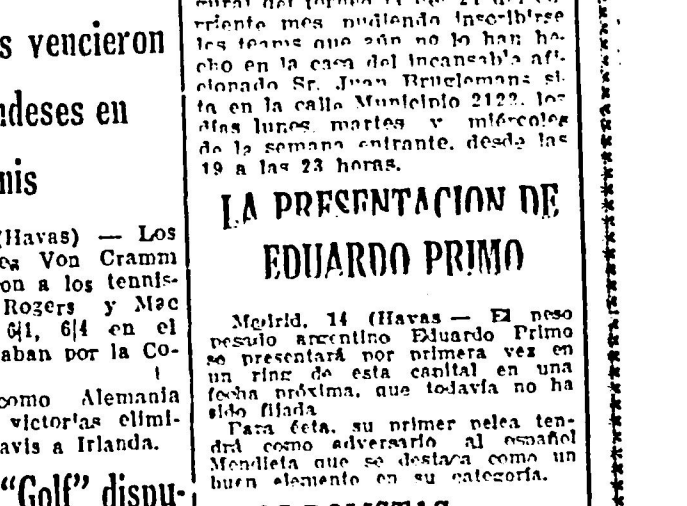 s vencieron
ndeses en
nis
(Havas) — Los
es Von Cramm
on a los tennis-
Rogers y Mac
6|1, 6|4 en el
aban por la Co-
como Alemania
victorias elimi-
avis a Irlanda.
"Golf" dispu-
rriente mes pudiendo inscribirse
los teams que aún no lo han he-
cho en la casa del incansable afi-
cionado Sr. Juan Bruglemans si-
ta en la calle Municipio 2122. los
días lunes, martes y miércoles
de la semana entrante, desde las
19 a las 23 horas.
LA PRESENTACION DE
EDUARDO PRIMO
Madrid, 14 (Havas — El peso
pesado argentino Eduardo Primo
se presentará por primera vez en
un ring de esta capital en una
fecha próxima, que todavía no ha
sido fijada
Para ésta, su primer pelea ten-
drá como adversario al español
Mendieta que se destaca como un
buen elemento en su categoría.